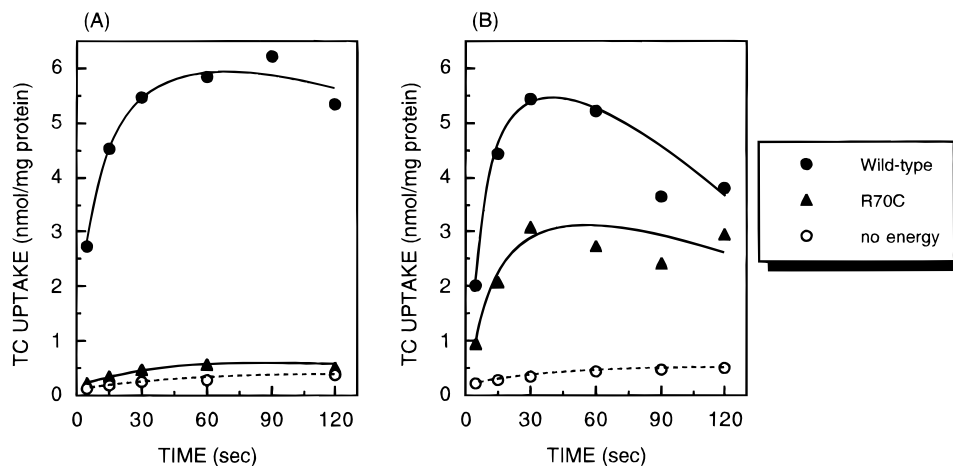 (A)
TC UPTAKE (nmol/mg protein)
6
5
4
3
2
1
0
0 30 60 90 120
TIME (sec)
(B)
TC UPTAKE (nmol/mg protein)
6
5
4
3
2
1
0
0 30 60 90 120
TIME (sec)
Wild-type
R70C
no energy